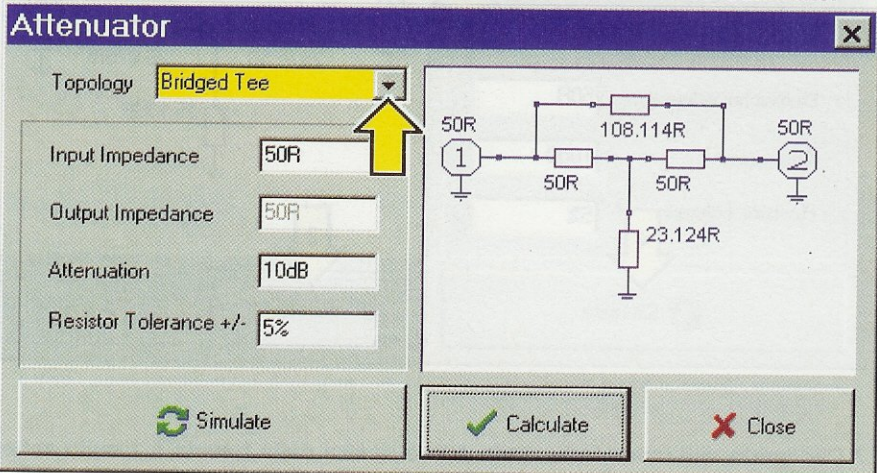 Attenuator
Topology Bridged Tee
Input Impedance 50R
Output Impedance 50R
Attenuation 10dB
Resistor Tolerance +/- 5%
108.114R
50R
50R
1
2
50R
50R
23.124R
Simulate
Calculate
Close